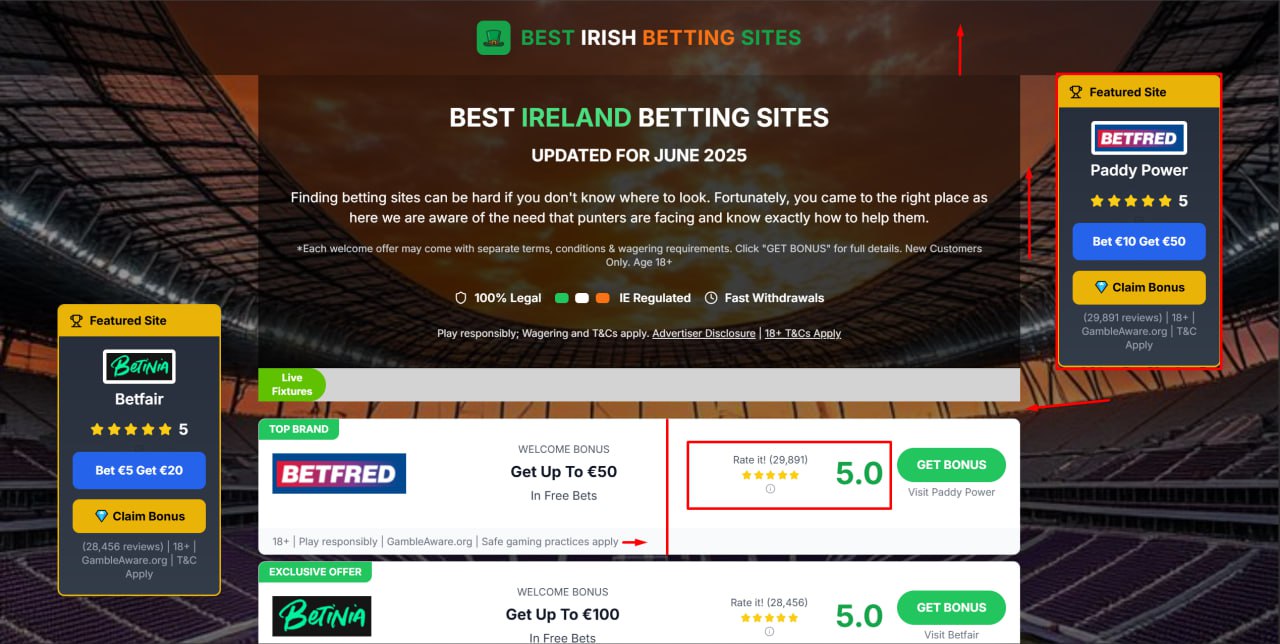 BEST IRISH BETTING SITES
BEST IRELAND BETTING SITES
UPDATED FOR JUNE 2025
Finding betting sites can be hard if you don't know where to look. Fortunately, you came to the right place as
here we are aware of the need that punters are facing and know exactly how to help them.
*Each welcome offer may come with separate terms, conditions & wagering requirements. Click "GET BONUS" for full details. New Customers
Only. Age 18+
100% Legal IE Regulated Fast Withdrawals
Play responsibly; Wagering and T&Cs apply. Advertiser Disclosure | 18+ T&Cs Apply
Featured Site
BETFRED
Paddy Power
5
Bet €10 Get €50
Claim Bonus
(29,891 reviews) | 18+ |
GambleAware.org | T&C
Apply
Featured Site
BETINIA
Betfair
5
Bet €5 Get €20
Claim Bonus
(28,456 reviews) | 18+ |
GambleAware.org | T&C
Apply
Live
Fixtures
TOP BRAND
BETFRED
WELCOME BONUS
Get Up To €50
In Free Bets
Rate it! (29,891)
5.0
GET BONUS
Visit Paddy Power
18+ | Play responsibly | GambleAware.org | Safe gaming practices apply
EXCLUSIVE OFFER
BETINIA
WELCOME BONUS
Get Up To €100
In Free Bets
Rate it! (28,456)
5.0
GET BONUS
Visit Betfair